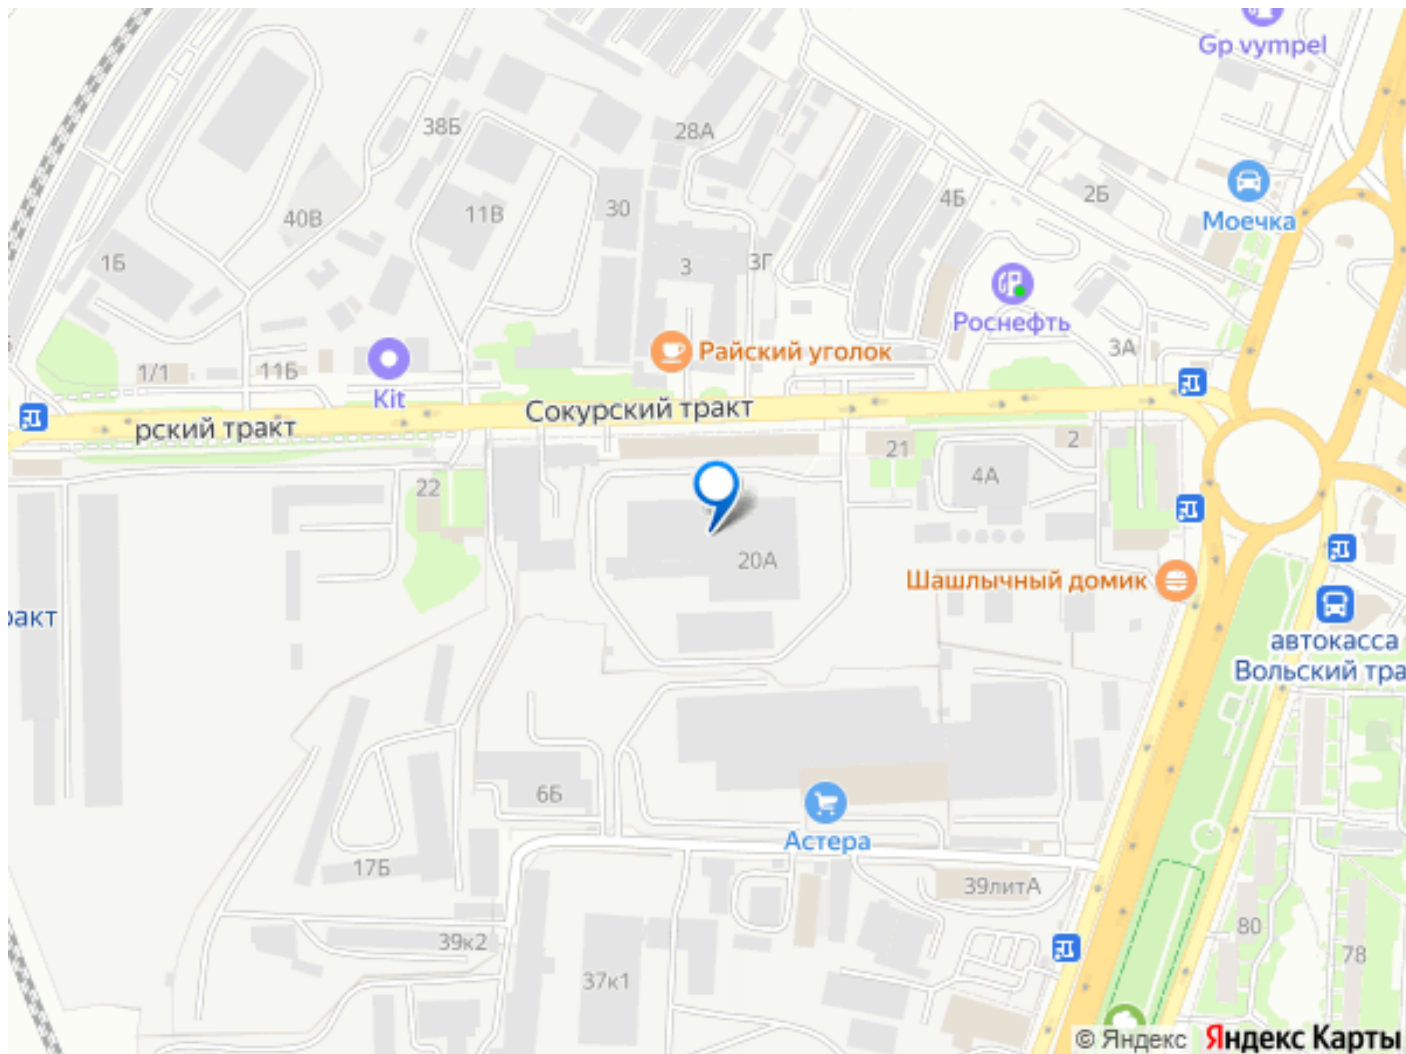 Gp vympel
38Б
28А
Моечка
2Б
4Б
30
11В
40В
3
3Г
1Б
Роснефть
Райский уголок
3А
1/1
11Б
Kit
Сокурский тракт
рский тракт
21
2
22
4А
20А
Шашлычный домик
ракт
автокасса
Вольский тра
6Б
Астера
17Б
39литА
80
39к2
78
37к1
© Яндекс Яндекс Карты